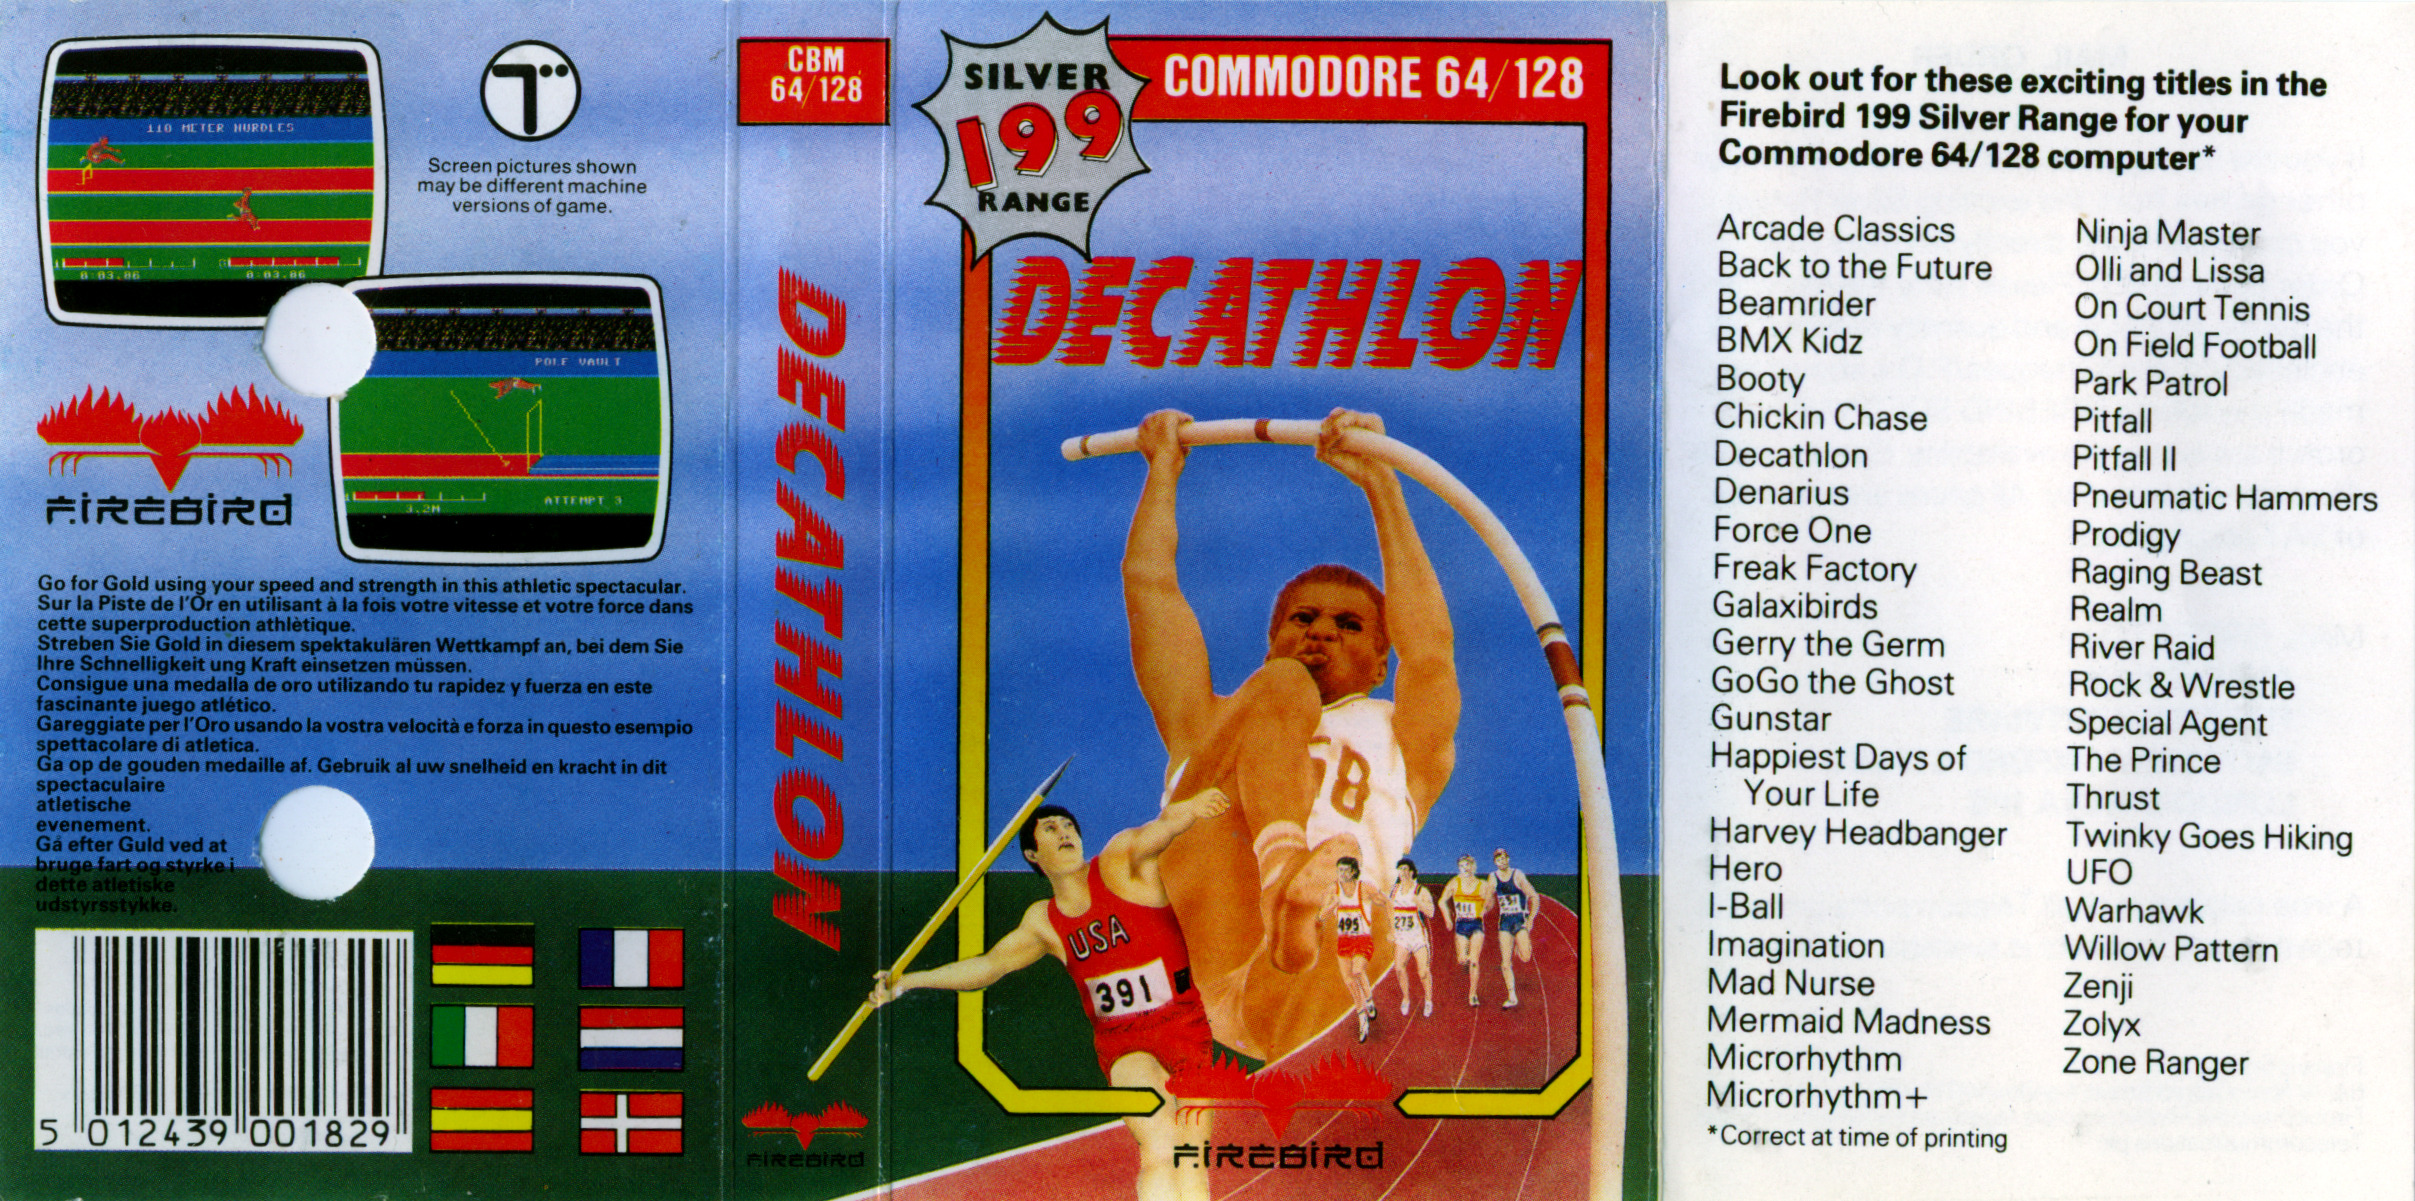 110 METER HURDLES
0:03.86
0:03.86
T
Screen pictures shown
may be different machine
versions of game.
POLE VAULT
3.2M
ATTEMPT 3
FIREBIRD
Go for Gold using your speed and strength in this athletic spectacular.
Sur la Piste de l'Or en utilisant à la fois votre vitesse et votre force dans
cette superproduction athlètique.
Streben Sie Gold in diesem spektakulären Wettkampf an, bei dem Sie
Ihre Schnelligkeit ung Kraft einsetzen müssen.
Consigue una medalla de oro utilizando tu rapidez y fuerza en este
fascinante juego atlético.
Gareggiate per l'Oro usando la vostra velocità e forza in questo esempio
spettacolare di atletica.
Ga op de gouden medaille af. Gebruik al uw snelheid en kracht in dit
spectaculaire
atletische
evenement.
Gå efter Guld ved at
bruge fart og styrke i
dette atletiske
udstyrsstykke.
5 012439 001829
CBM
64/128
DECATHLON
FIREBIRD
SILVER
199
RANGE
COMMODORE 64/128
DECATHLON
58
USA
391
495
273
411
331
FIREBIRD
Look out for these exciting titles in the
Firebird 199 Silver Range for your
Commodore 64/128 computer*
Arcade Classics
Back to the Future
Beamrider
BMX Kidz
Booty
Chickin Chase
Decathlon
Denarius
Force One
Freak Factory
Galaxibirds
Gerry the Germ
GoGo the Ghost
Gunstar
Happiest Days of
Your Life
Harvey Headbanger
Hero
I-Ball
Imagination
Mad Nurse
Mermaid Madness
Microrhythm
Microrhythm+
Ninja Master
Olli and Lissa
On Court Tennis
On Field Football
Park Patrol
Pitfall
Pitfall II
Pneumatic Hammers
Prodigy
Raging Beast
Realm
River Raid
Rock & Wrestle
Special Agent
The Prince
Thrust
Twinky Goes Hiking
UFO
Warhawk
Willow Pattern
Zenji
Zolyx
Zone Ranger
*Correct at time of printing